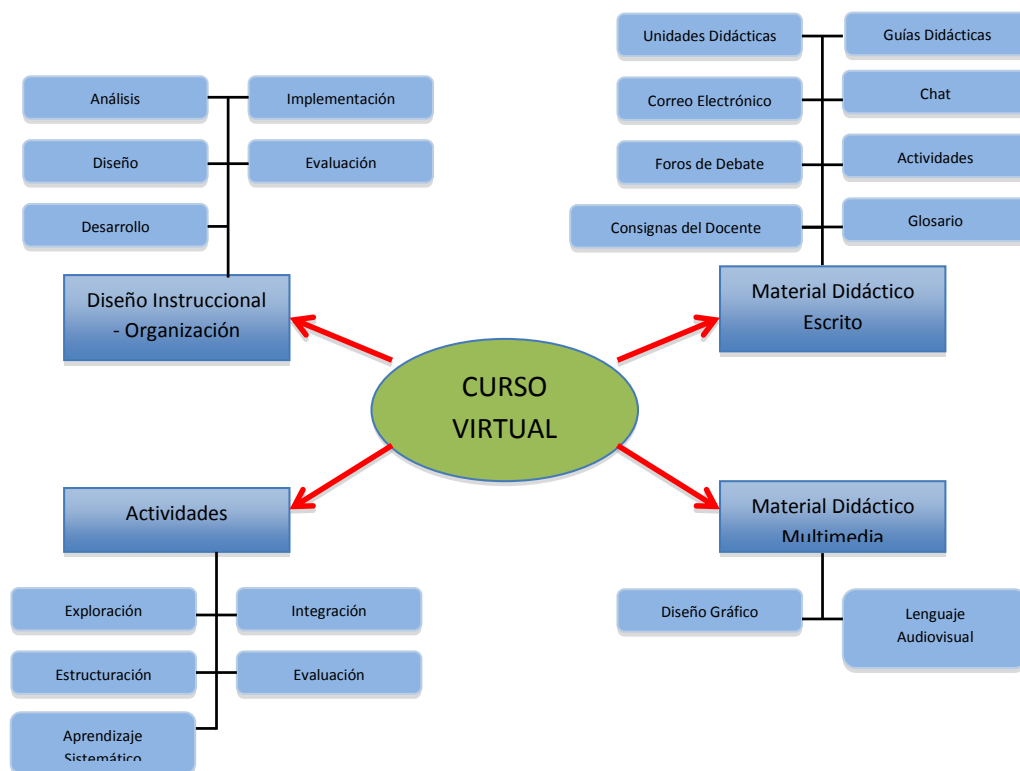 Unidades Didácticas
Guías Didácticas
Análisis
Implementación
Correo Electrónico
Chat
Diseño
Evaluación
Foros de Debate
Actividades
Desarrollo
Consignas del Docente
Glosario
Diseño Instruccional
- Organización
Material Didáctico
Escrito
CURSO
VIRTUAL
Actividades
Material Didáctico
Multimedia
Exploración
Integración
Diseño Gráfico
Lenguaje
Audiovisual
Estructuración
Evaluación
Aprendizaje
Sistemático